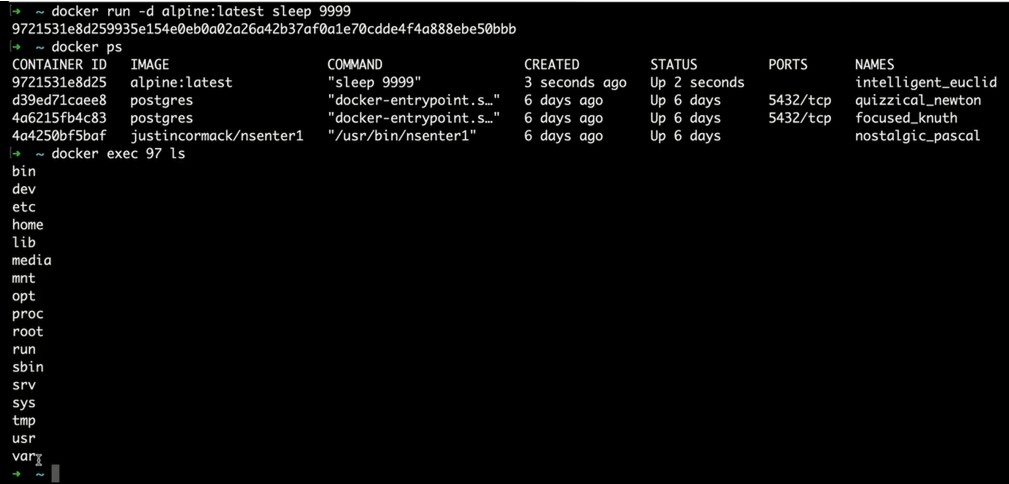 ➜ ~ docker run -d alpine:latest sleep 9999
9721531e8d259935e154e0eb0a02a26a42b37af0a1e70cdde4f4a888ebe50bbb
➜ ~ docker ps
CONTAINER ID IMAGE COMMAND CREATED STATUS PORTS NAMES
9721531e8d25 alpine:latest "sleep 9999" 3 seconds ago Up 2 seconds intelligent_euclid
d39ed71caee8 postgres "docker-entrypoint.s…" 6 days ago Up 6 days 5432/tcp quizzical_newton
4a6215fb4c83 postgres "docker-entrypoint.s…" 6 days ago Up 6 days 5432/tcp focused_knuth
4a4250bf5baf justincormack/nsenter1 "/usr/bin/nsenter1" 6 days ago Up 6 days nostalgic_pascal
➜ ~ docker exec 97 ls
bin
dev
etc
home
lib
media
mnt
opt
proc
root
run
sbin
srv
sys
tmp
usr
var
➜ ~